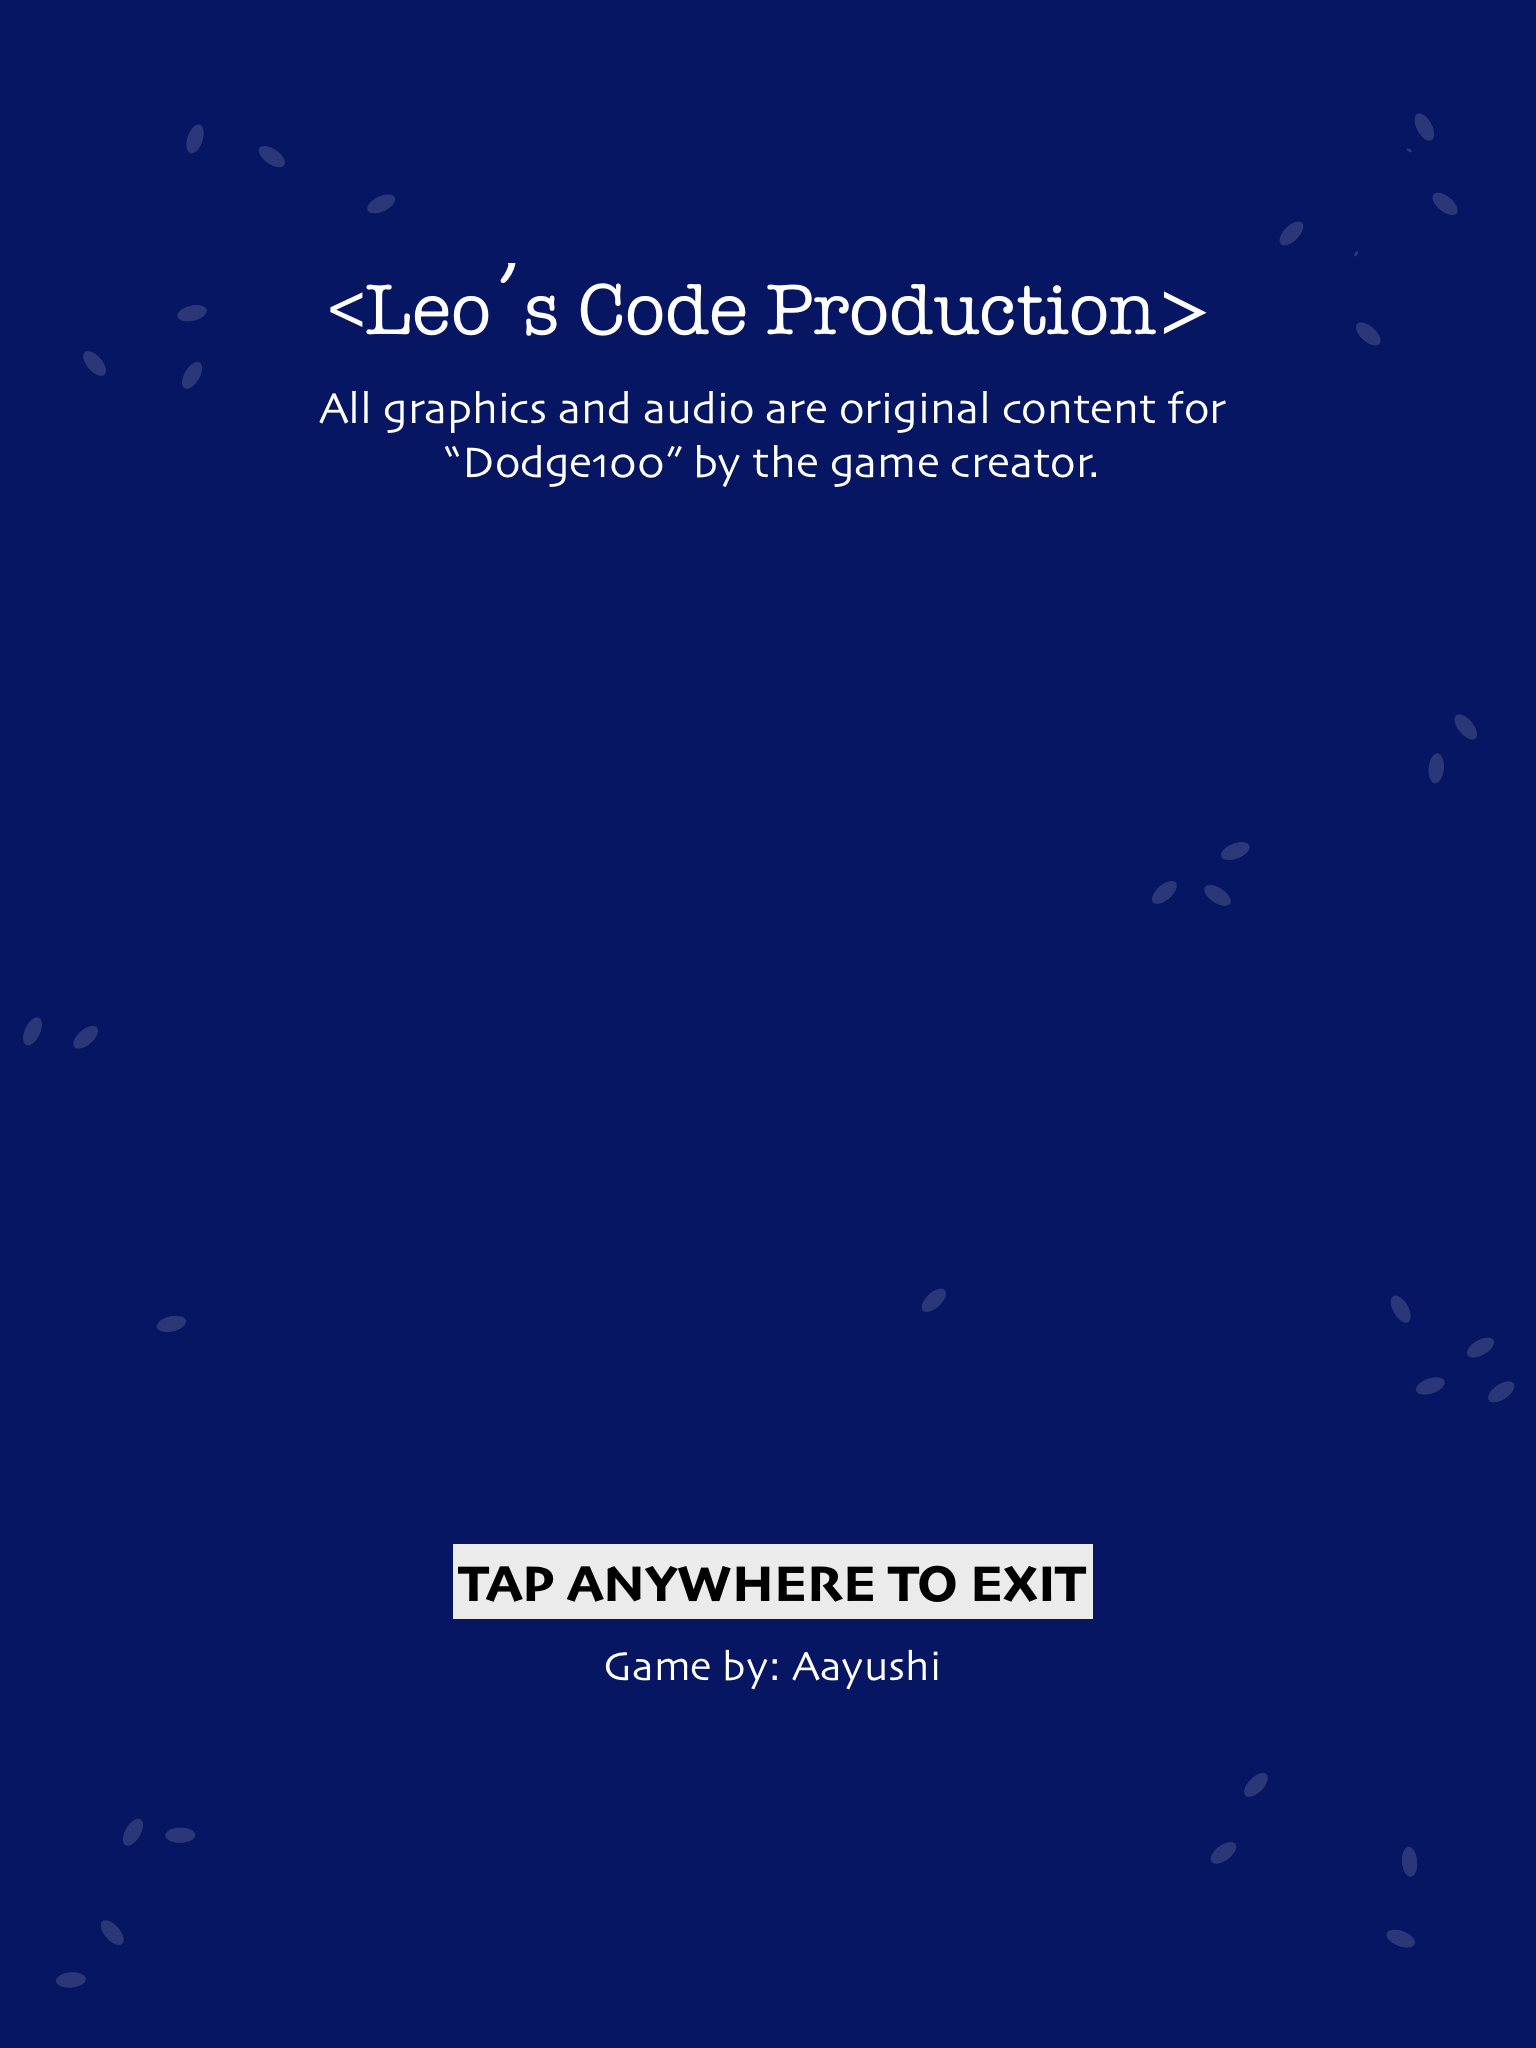 <Leo´s Code Production>
All graphics and audio are original content for
“Dodge100” by the game creator.
TAP ANYWHERE TO EXIT
Game by: Aayushi